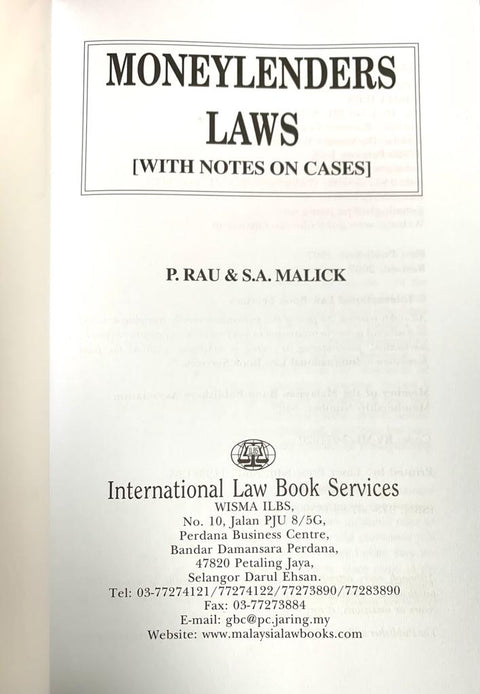 MONEYLENDERS
LAWS
[WITH NOTES ON CASES]
P. RAU & S.A. MALICK
International Law Book Services
WISMA ILBS,
No. 10, Jalan PJU 8/5G,
Perdana Business Centre,
Bandar Damansara Perdana,
47820 Petaling Jaya,
Selangor Darul Ehsan.
Tel: 03-77274121/77274122/77273890/77283890
Fax: 03-77273884
E-mail: gbc@pc.jaring.my
Website: www.malaysialawbooks.com